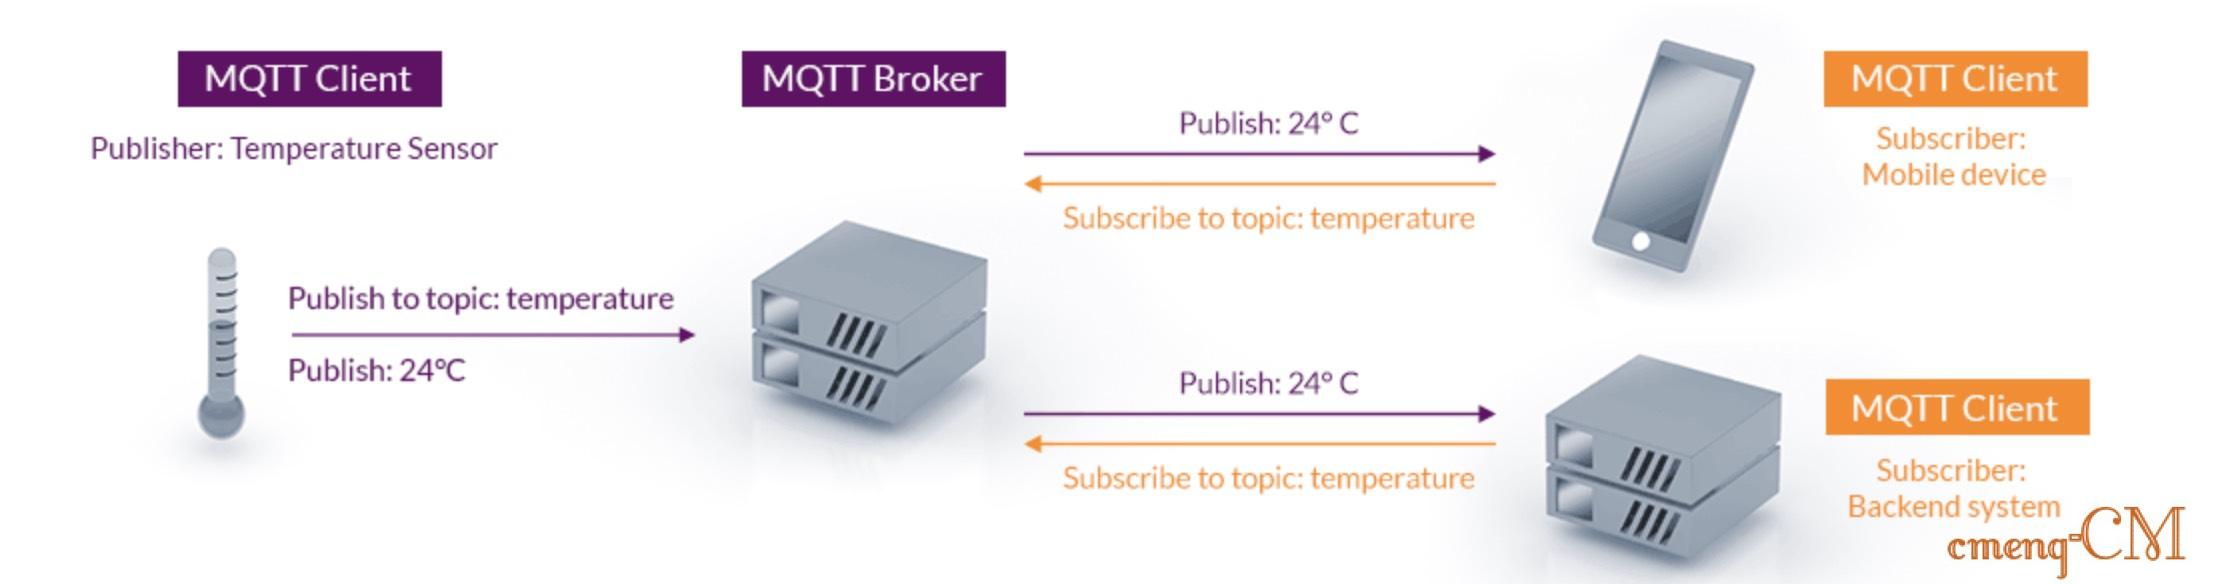 MQTT Client
Publisher: Temperature Sensor
Publish to topic: temperature
Publish: 24°C
MQTT Broker
Publish: 24° C
Subscribe to topic: temperature
MQTT Client
Subscriber:
Mobile device
Publish: 24° C
Subscribe to topic: temperature
MQTT Client
Subscriber:
Backend system
cmenq-CM